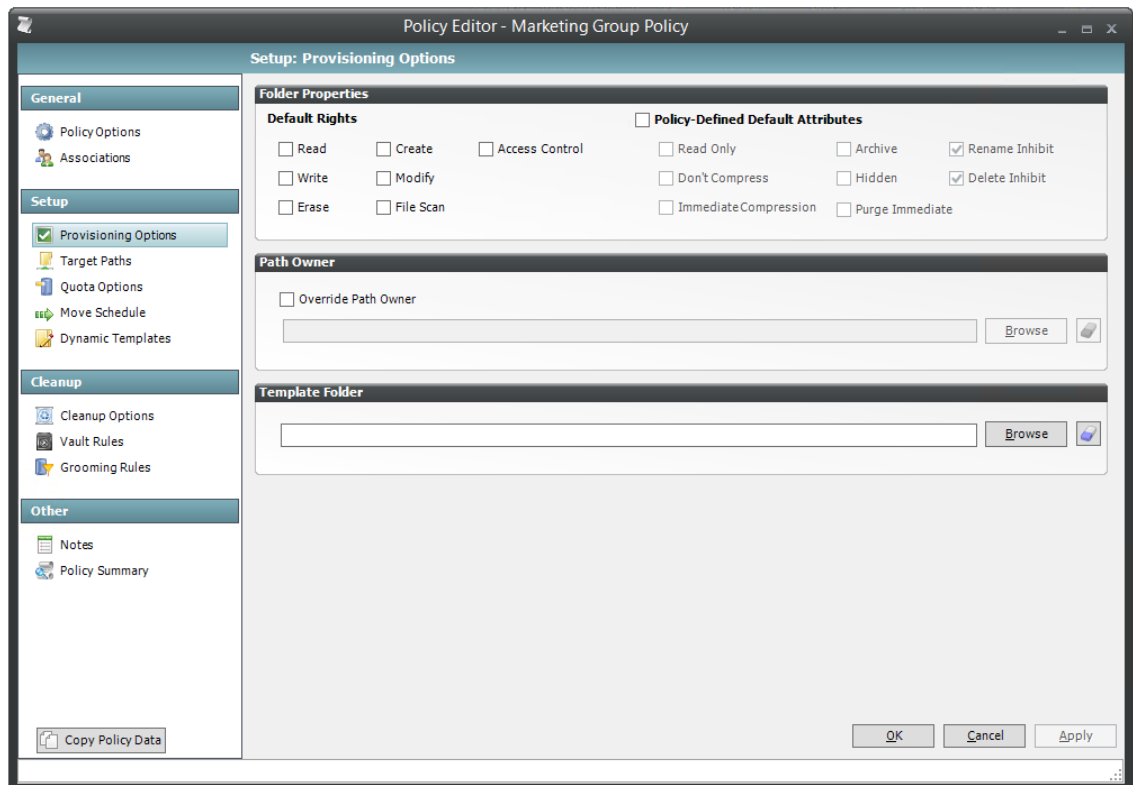 Policy Editor - Marketing Group Policy
Setup: Provisioning Options
General
Policy Options
Associations
Setup
Provisioning Options
Target Paths
Quota Options
Move Schedule
Dynamic Templates
Cleanup
Cleanup Options
Vault Rules
Grooming Rules
Other
Notes
Policy Summary
Copy Policy Data
Folder Properties
Default Rights
Policy-Defined Default Attributes
Read Create Access Control Read Only Archive Rename Inhibit
Write Modify Don't Compress Hidden Delete Inhibit
Erase File Scan Immediate Compression Purge Immediate
Path Owner
Override Path Owner
Browse
Template Folder
Browse
OK Cancel Apply